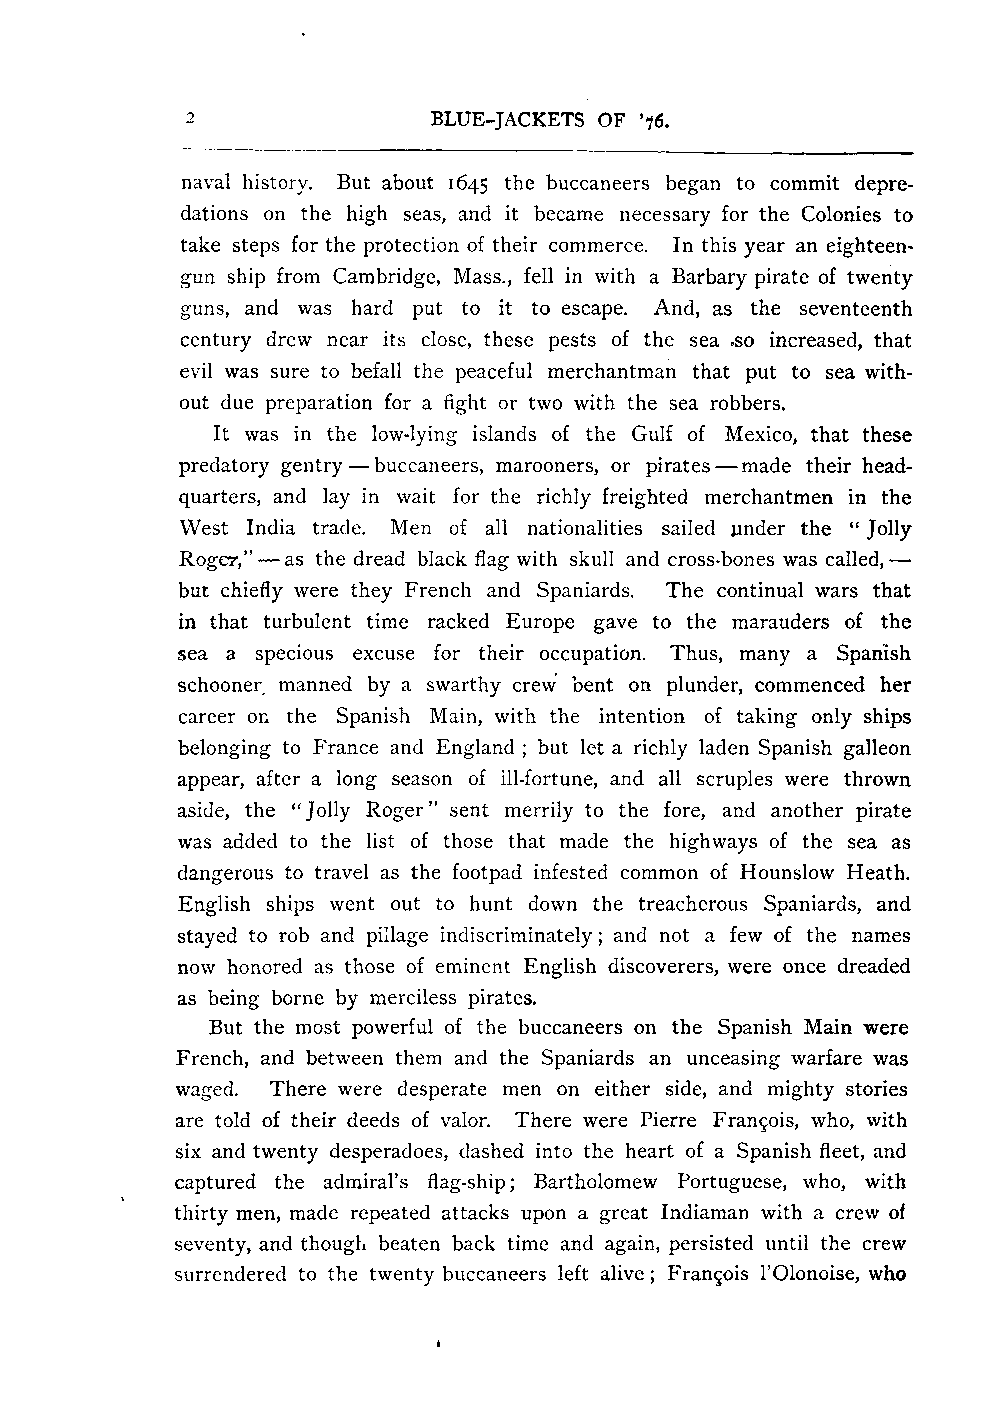 2 BLUE-JACKETS OF '76.
naval history. But about 1645 the buccaneers began to commit depre-
dations on the high seas, and it became necessary for the Colonies to
take steps for the protection of their commerce. In this year an eighteen-
gun ship from Cambridge, Mass., fell in with a Barbary pirate of twenty
guns, and was hard put to it to escape. And, as the seventeenth
century drew near its close, these pests of the sea so increased, that
evil was sure to befall the peaceful merchantman that put to sea with-
out due preparation for a fight or two with the sea robbers.
It was in the low-lying islands of the Gulf of Mexico, that these
predatory gentry — buccaneers, marooners, or pirates — made their head-
quarters, and lay in wait for the richly freighted merchantmen in the
West India trade. Men of all nationalities sailed under the "Jolly
Roger," — as the dread black flag with skull and cross-bones was called, —
but chiefly were they French and Spaniards. The continual wars that
in that turbulent time racked Europe gave to the marauders of the
sea a specious excuse for their occupation. Thus, many a Spanish
schooner manned by a swarthy crew bent on plunder, commenced her
career on the Spanish Main, with the intention of taking only ships
belonging to France and England ; but let a richly laden Spanish galleon
appear, after a long season of ill-fortune, and all scruples were thrown
aside, the "Jolly Roger" sent merrily to the fore, and another pirate
was added to the list of those that made the highways of the sea as
dangerous to travel as the footpad infested common of Hounslow Heath.
English ships went out to hunt down the treacherous Spaniards, and
stayed to rob and pillage indiscriminately ; and not a few of the names
now honored as those of eminent English discoverers, were once dreaded
as being borne by merciless pirates.
But the most powerful of the buccaneers on the Spanish Main were
French, and between them and the Spaniards an unceasing warfare was
waged. There were desperate men on either side, and mighty stories
are told of their deeds of valor. There were Pierre François, who, with
six and twenty desperadoes, dashed into the heart of a Spanish fleet, and
captured the admiral's flag-ship ; Bartholomew Portuguese, who, with
thirty men, made repeated attacks upon a great Indiaman with a crew of
seventy, and though beaten back time and again, persisted until the crew
surrendered to the twenty buccaneers left alive ; François l'Olonoise, who